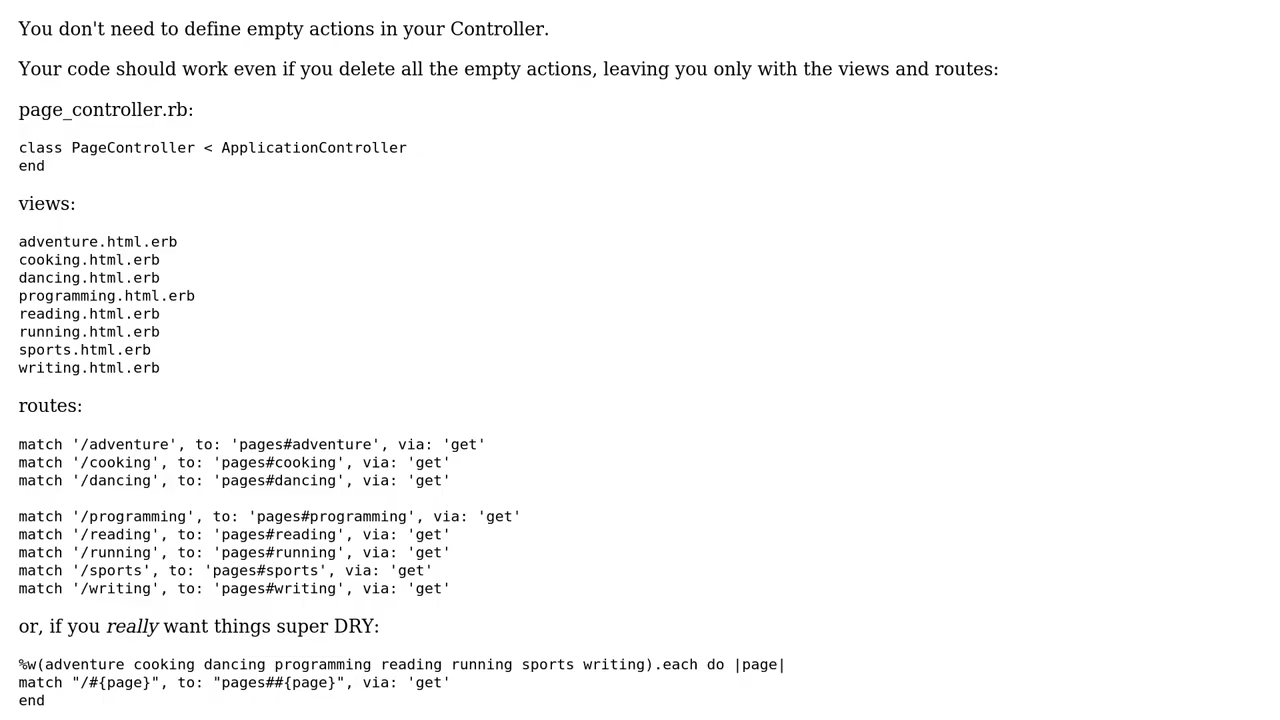 You don't need to define empty actions in your Controller.
Your code should work even if you delete all the empty actions, leaving you only with the views and routes:
page_controller.rb:
class PageController < ApplicationController
end
views:
adventure.html.erb
cooking.html.erb
dancing.html.erb
programming.html.erb
reading.html.erb
running.html.erb
sports.html.erb
writing.html.erb
routes:
match '/adventure', to: 'pages#adventure', via: 'get'
match '/cooking', to: 'pages#cooking', via: 'get'
match '/dancing', to: 'pages#dancing', via: 'get'
match '/programming', to: 'pages#programming', via: 'get'
match '/reading', to: 'pages#reading', via: 'get'
match '/running', to: 'pages#running', via: 'get'
match '/sports', to: 'pages#sports', via: 'get'
match '/writing', to: 'pages#writing', via: 'get'
or, if you really want things super DRY:
%w(adventure cooking dancing programming reading running sports writing).each do |page|
match "/#{page}", to: "pages##{page}", via: 'get'
end